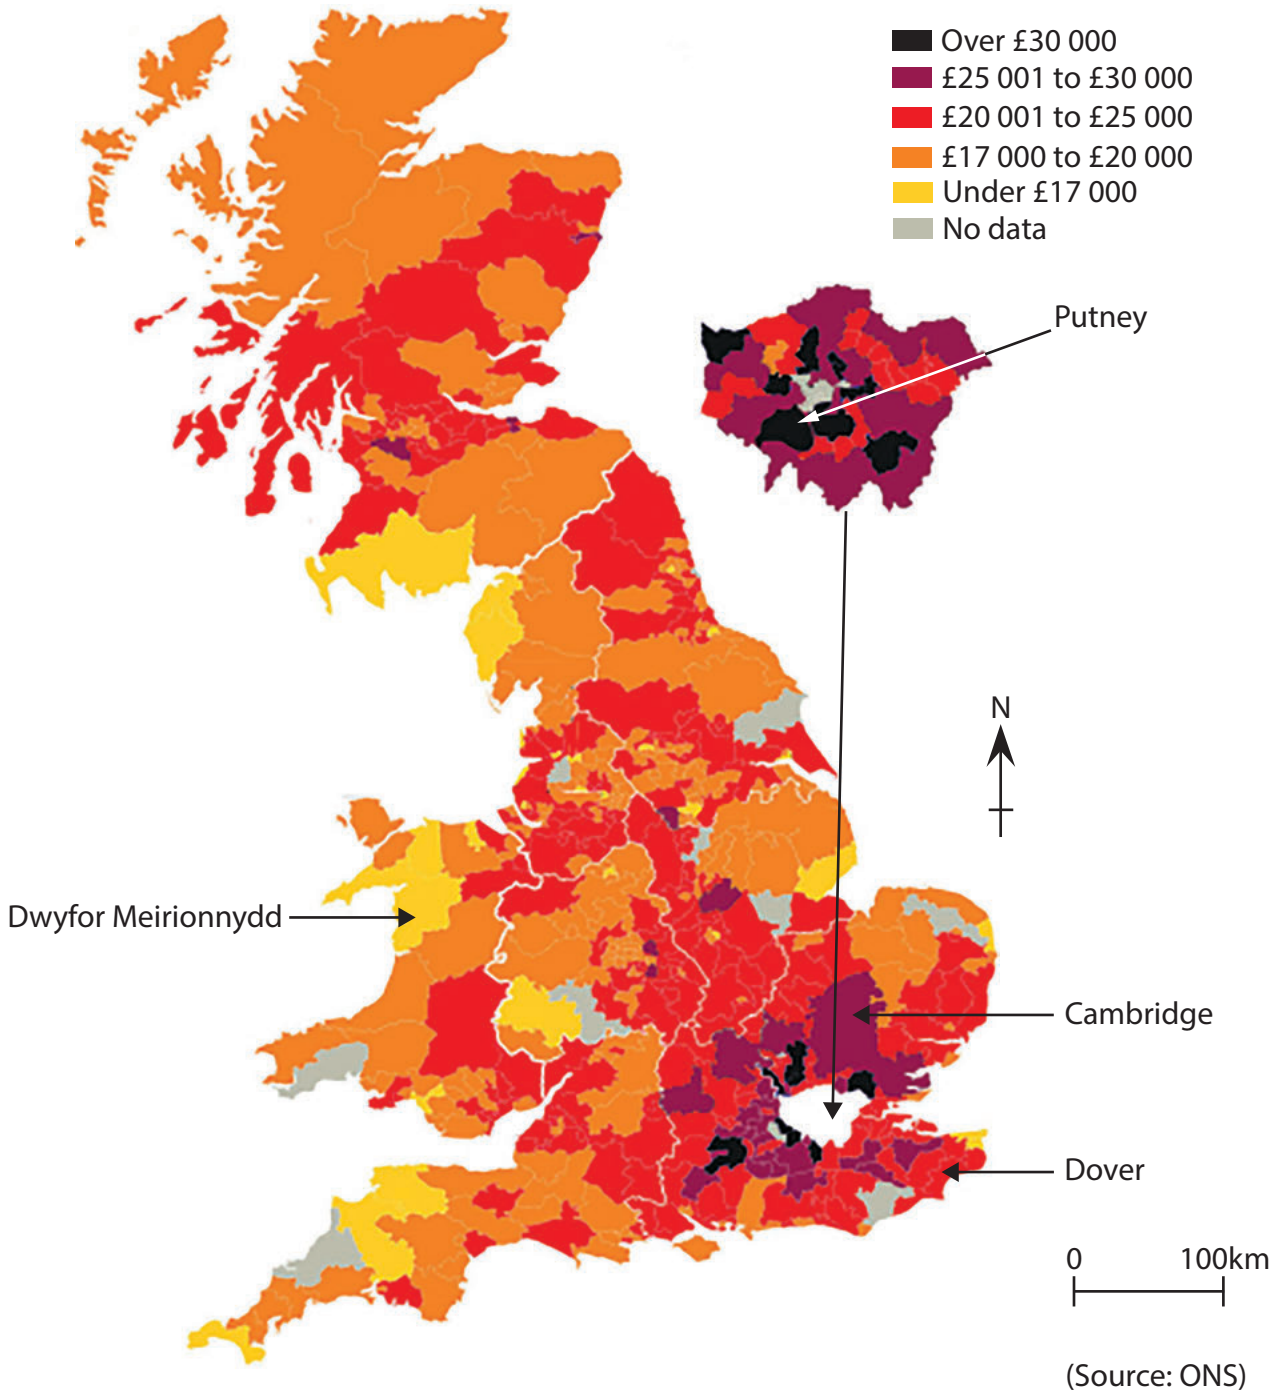 Over £30 000
£25 001 to £30 000
£20 001 to £25 000
£17 000 to £20 000
Under £17 000
No data
Putney
N
Dwyfor Meirionnydd
Cambridge
Dover
0 100km
(Source: ONS)